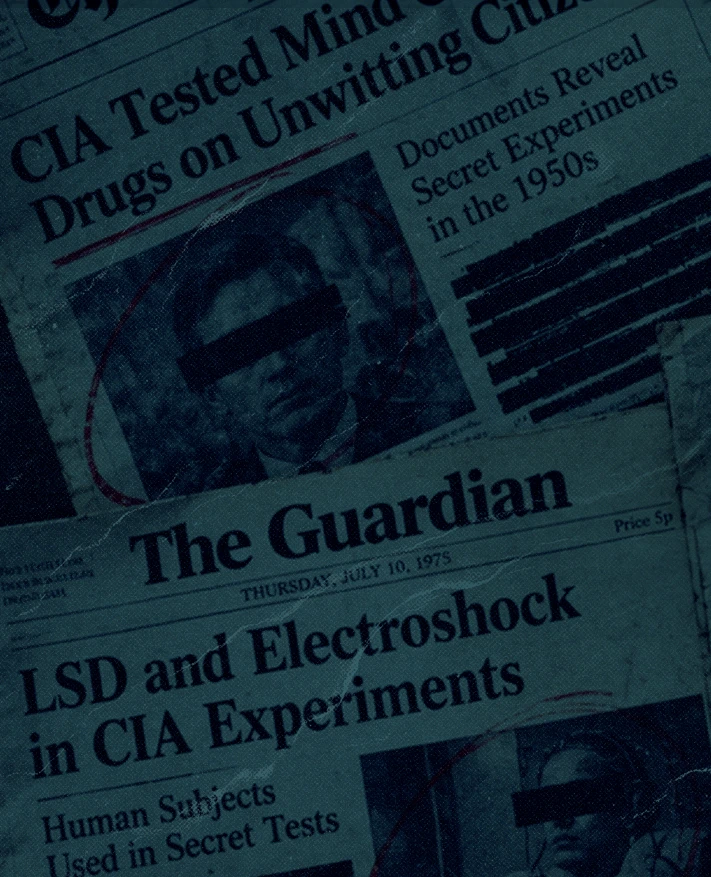 CIA Tested Mind
Drugs on Unwitting
Documents Reveal
Secret Experiments
in the 1950s
The Guardian
Price 5p
THURSDAY, JULY 10, 1975
LSD and Electroshock
in CIA Experiments
Human Subjects
Used in Secret Tests